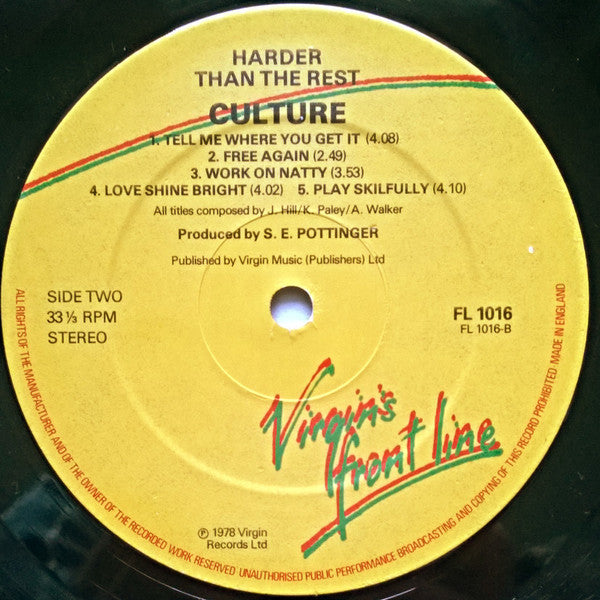 HARDER
THAN THE REST
CULTURE
1. TELL ME WHERE YOU GET IT (4.08)
2. FREE AGAIN (2.49)
3. WORK ON NATTY (3.53)
4. LOVE SHINE BRIGHT (4.02) 5. PLAY SKILFULLY (4.10)
All titles composed by J. Hill/K. Paley/A. Walker
Produced by S. E. POTTINGER
Published by Virgin Music (Publishers) Ltd
SIDE TWO
33 ⅓ RPM
STEREO
FL 1016
FL 1016-B
Virgin's
front line
℗ 1978 Virgin
Records Ltd
ALL RIGHTS OF THE MANUFACTURER AND OF THE OWNER OF THE RECORDED WORK RESERVED UNAUTHORISED PUBLIC PERFORMANCE BROADCASTING AND COPYING OF THIS RECORD PROHIBITED MADE IN ENGLAND